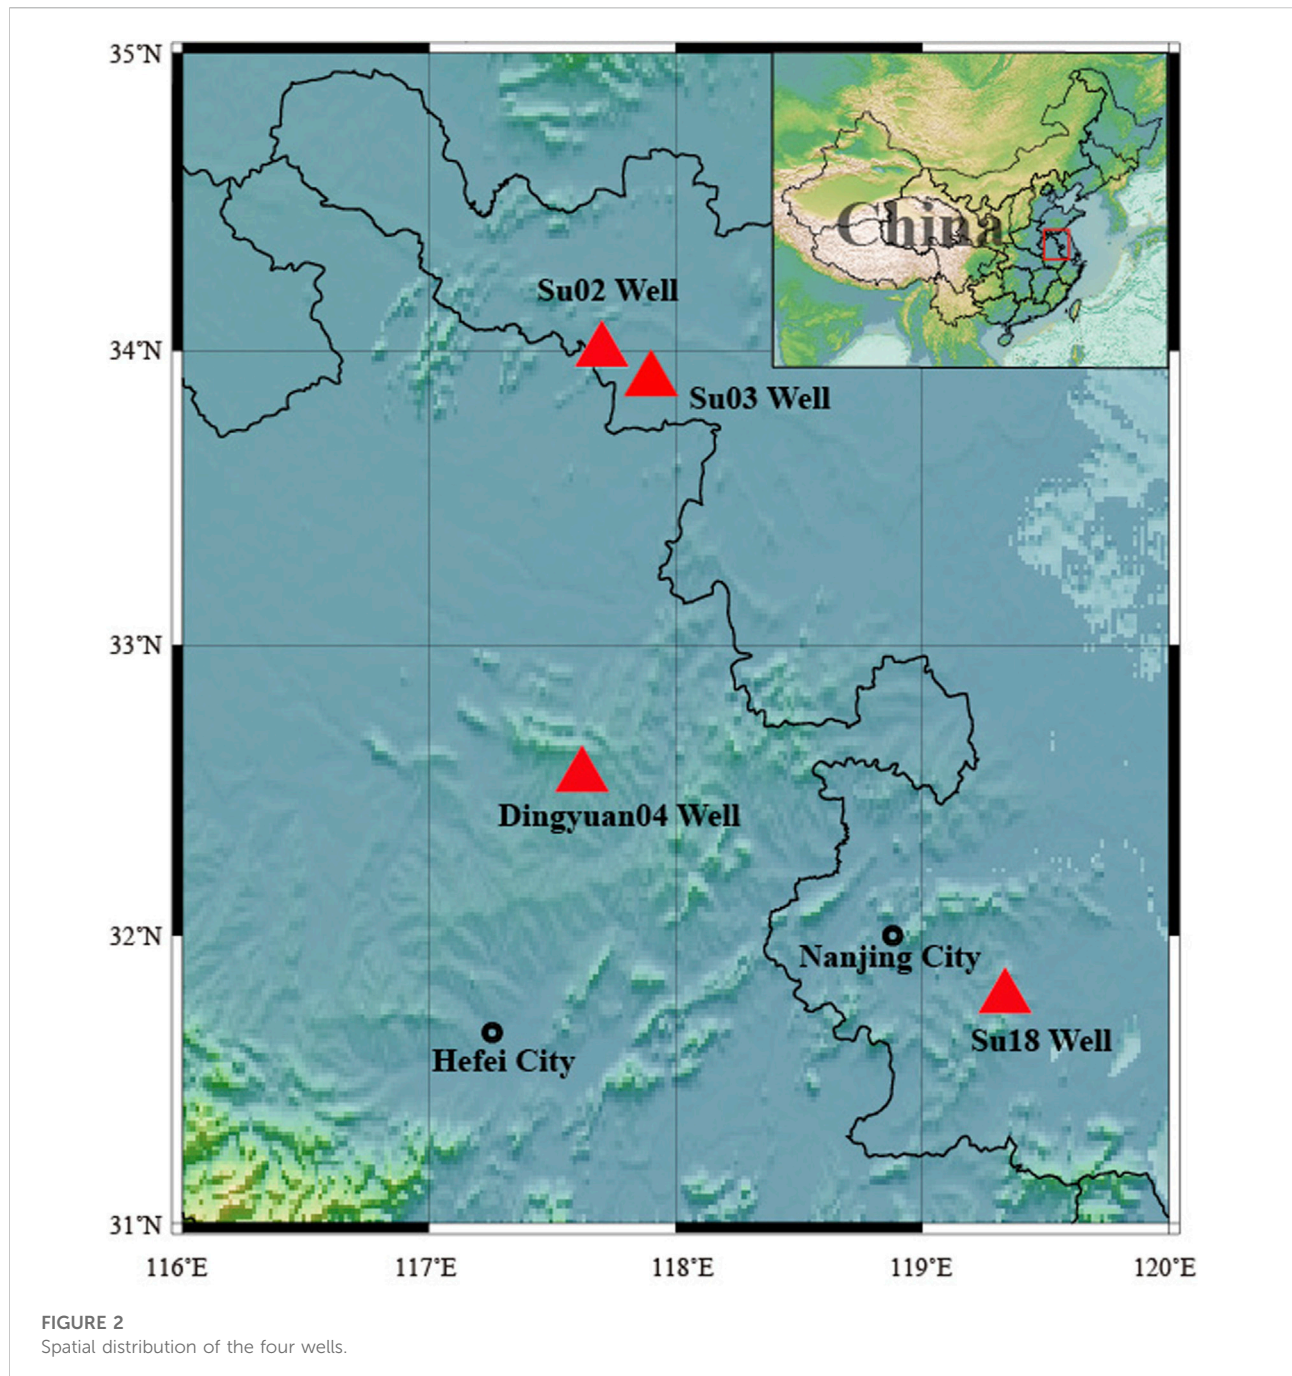 35°N
China
Su02 Well
34°N
Su03 Well
33°N
Dingyuan04 Well
32°N
Nanjing City
Su18 Well
Hefei City
31°N
116°E 117°E 118°E 119°E 120°E
FIGURE 2
Spatial distribution of the four wells.